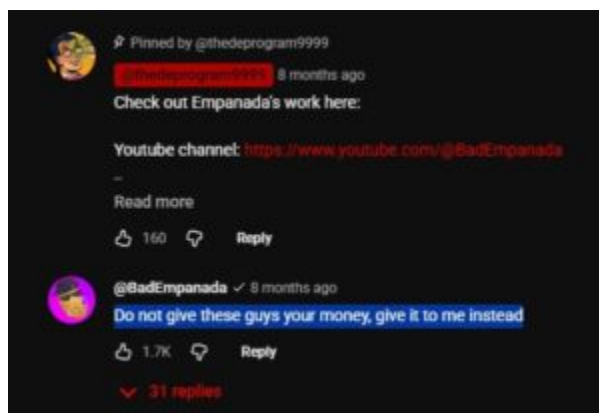 Pinned by @thedeprogram9999
@thedeprogram9999 8 months ago
Check out Empanada's work here:
Youtube channel: https://www.youtube.com/@BadEmpanada
Read more
160 Reply
@BadEmpanada 8 months ago
Do not give these guys your money, give it to me instead
1.7K Reply
31 replies